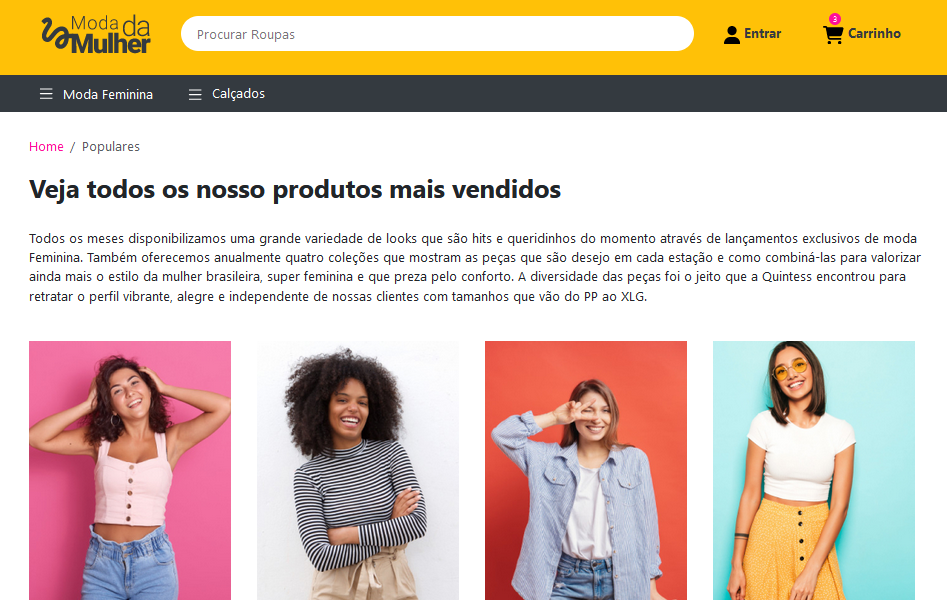 Moda da
Mulher
Procurar Roupas
Entrar
3
Carrinho
Moda Feminina
Calçados
Home / Populares
Veja todos os nosso produtos mais vendidos
Todos os meses disponibilizamos uma grande variedade de looks que são hits e queridinhos do momento através de lançamentos exclusivos de moda
Feminina. Também oferecemos anualmente quatro coleções que mostram as peças que são desejo em cada estação e como combiná-las para valorizar
ainda mais o estilo da mulher brasileira, super feminina e que preza pelo conforto. A diversidade das peças foi o jeito que a Quintess encontrou para
retratar o perfil vibrante, alegre e independente de nossas clientes com tamanhos que vão do PP ao XLG.